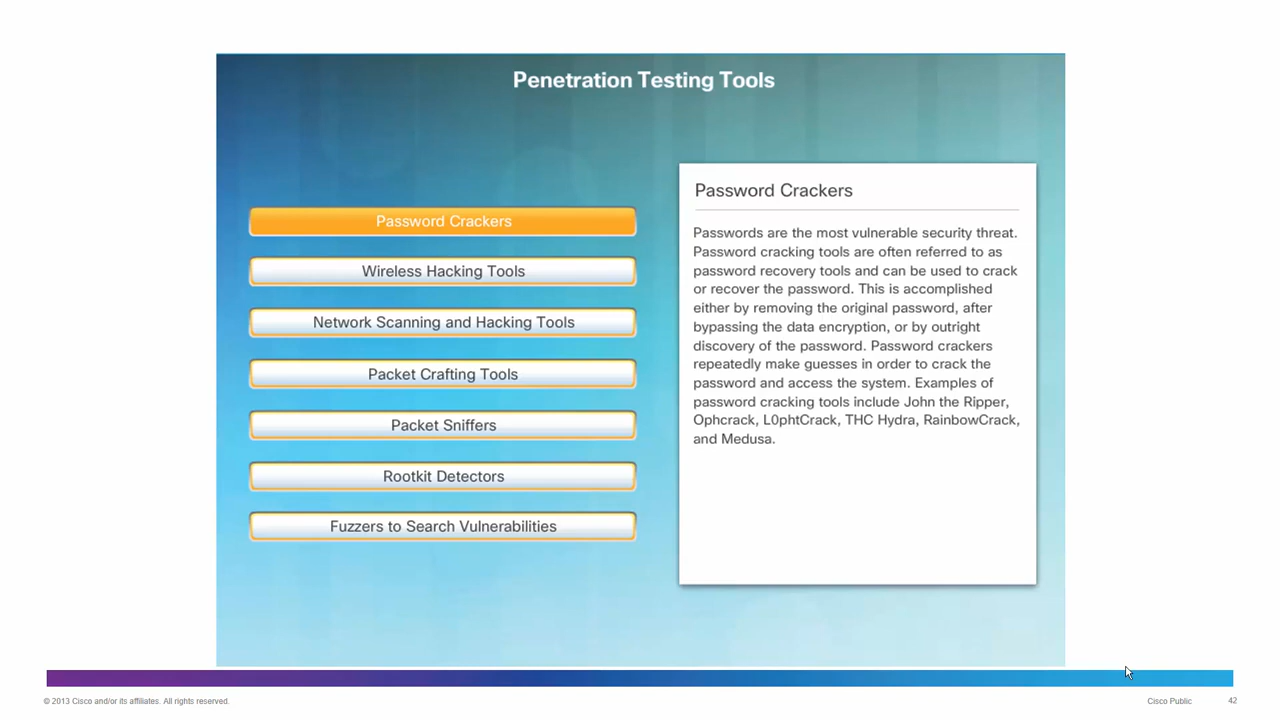 Penetration Testing Tools
Password Crackers
Wireless Hacking Tools
Network Scanning and Hacking Tools
Packet Crafting Tools
Packet Sniffers
Rootkit Detectors
Fuzzers to Search Vulnerabilities
Password Crackers
Passwords are the most vulnerable security threat.
Password cracking tools are often referred to as
password recovery tools and can be used to crack
or recover the password. This is accomplished
either by removing the original password, after
bypassing the data encryption, or by outright
discovery of the password. Password crackers
repeatedly make guesses in order to crack the
password and access the system. Examples of
password cracking tools include John the Ripper,
Ophcrack, L0phtCrack, THC Hydra, RainbowCrack,
and Medusa.
© 2013 Cisco and/or its affiliates. All rights reserved.
Cisco Public
42